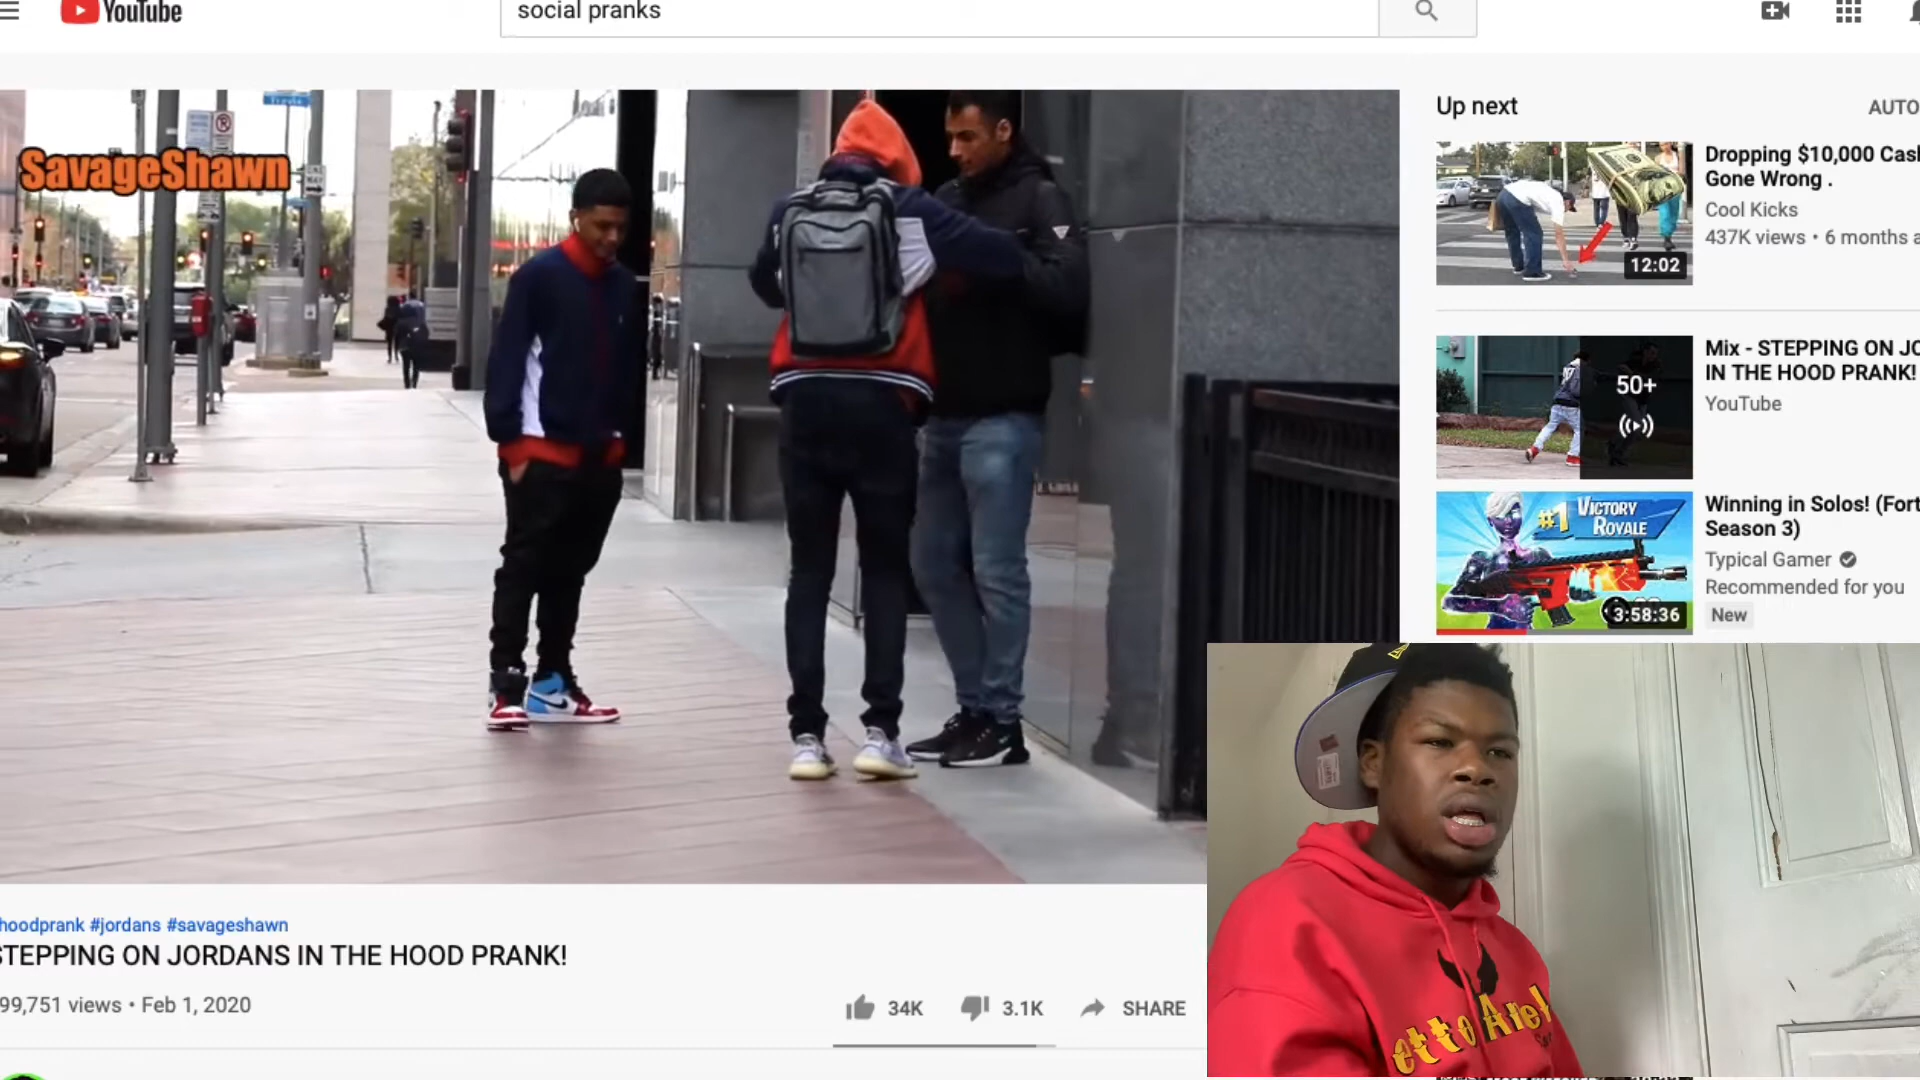 YouTube
social pranks
SavageShawn
Up next
AUTO
Dropping $10,000
Gone Wrong .
Cool Kicks
437K views • 6 months
12:02
Mix - STEPPING ON
IN THE HOOD PRANK!
YouTube
50+
#1 VICTORY
ROYALE
3:58:36
Winning in Solos!
Season 3)
Typical Gamer
Recommended for you
New
hoodprank #jordans #savageshawn
STEPPING ON JORDANS IN THE HOOD PRANK!
99,751 views • Feb 1, 2020
34K
3.1K
SHARE